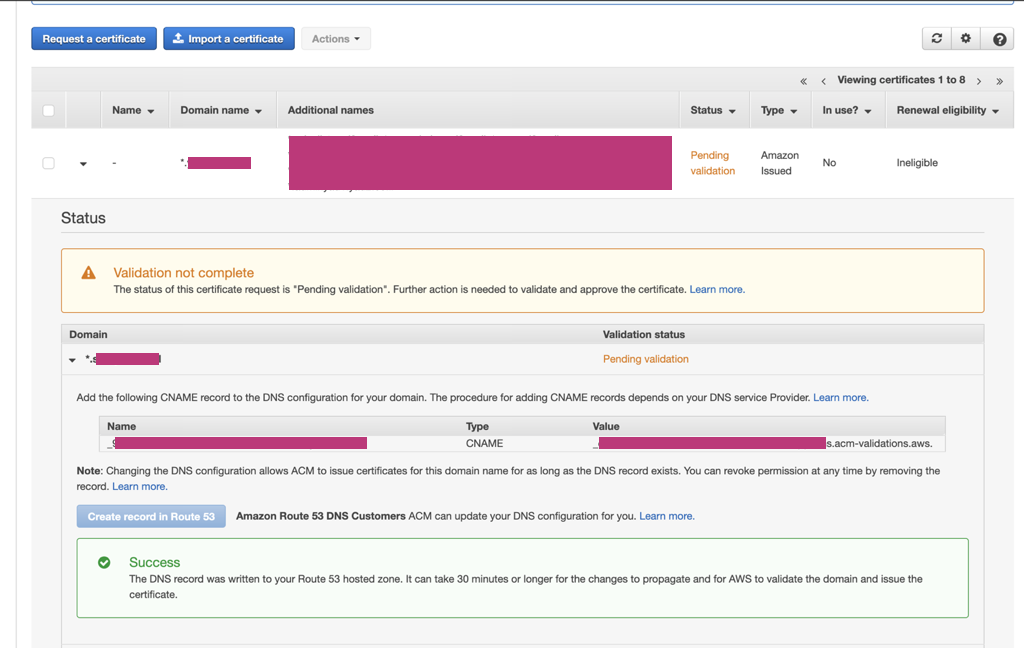 Request a certificate
Import a certificate
Actions
« ‹ Viewing certificates 1 to 8 › »
Name Domain name Additional names Status Type In use? Renewal eligibility
- *. Pending validation Amazon Issued No Ineligible
Status
Validation not complete
The status of this certificate request is "Pending validation". Further action is needed to validate and approve the certificate. Learn more.
Domain Validation status
*.s Pending validation
Add the following CNAME record to the DNS configuration for your domain. The procedure for adding CNAME records depends on your DNS service Provider. Learn more.
Name Type Value
CNAME s.acm-validations.aws.
Note: Changing the DNS configuration allows ACM to issue certificates for this domain name for as long as the DNS record exists. You can revoke permission at any time by removing the
record. Learn more.
Create record in Route 53 Amazon Route 53 DNS Customers ACM can update your DNS configuration for you. Learn more.
Success
The DNS record was written to your Route 53 hosted zone. It can take 30 minutes or longer for the changes to propagate and for AWS to validate the domain and issue the
certificate.